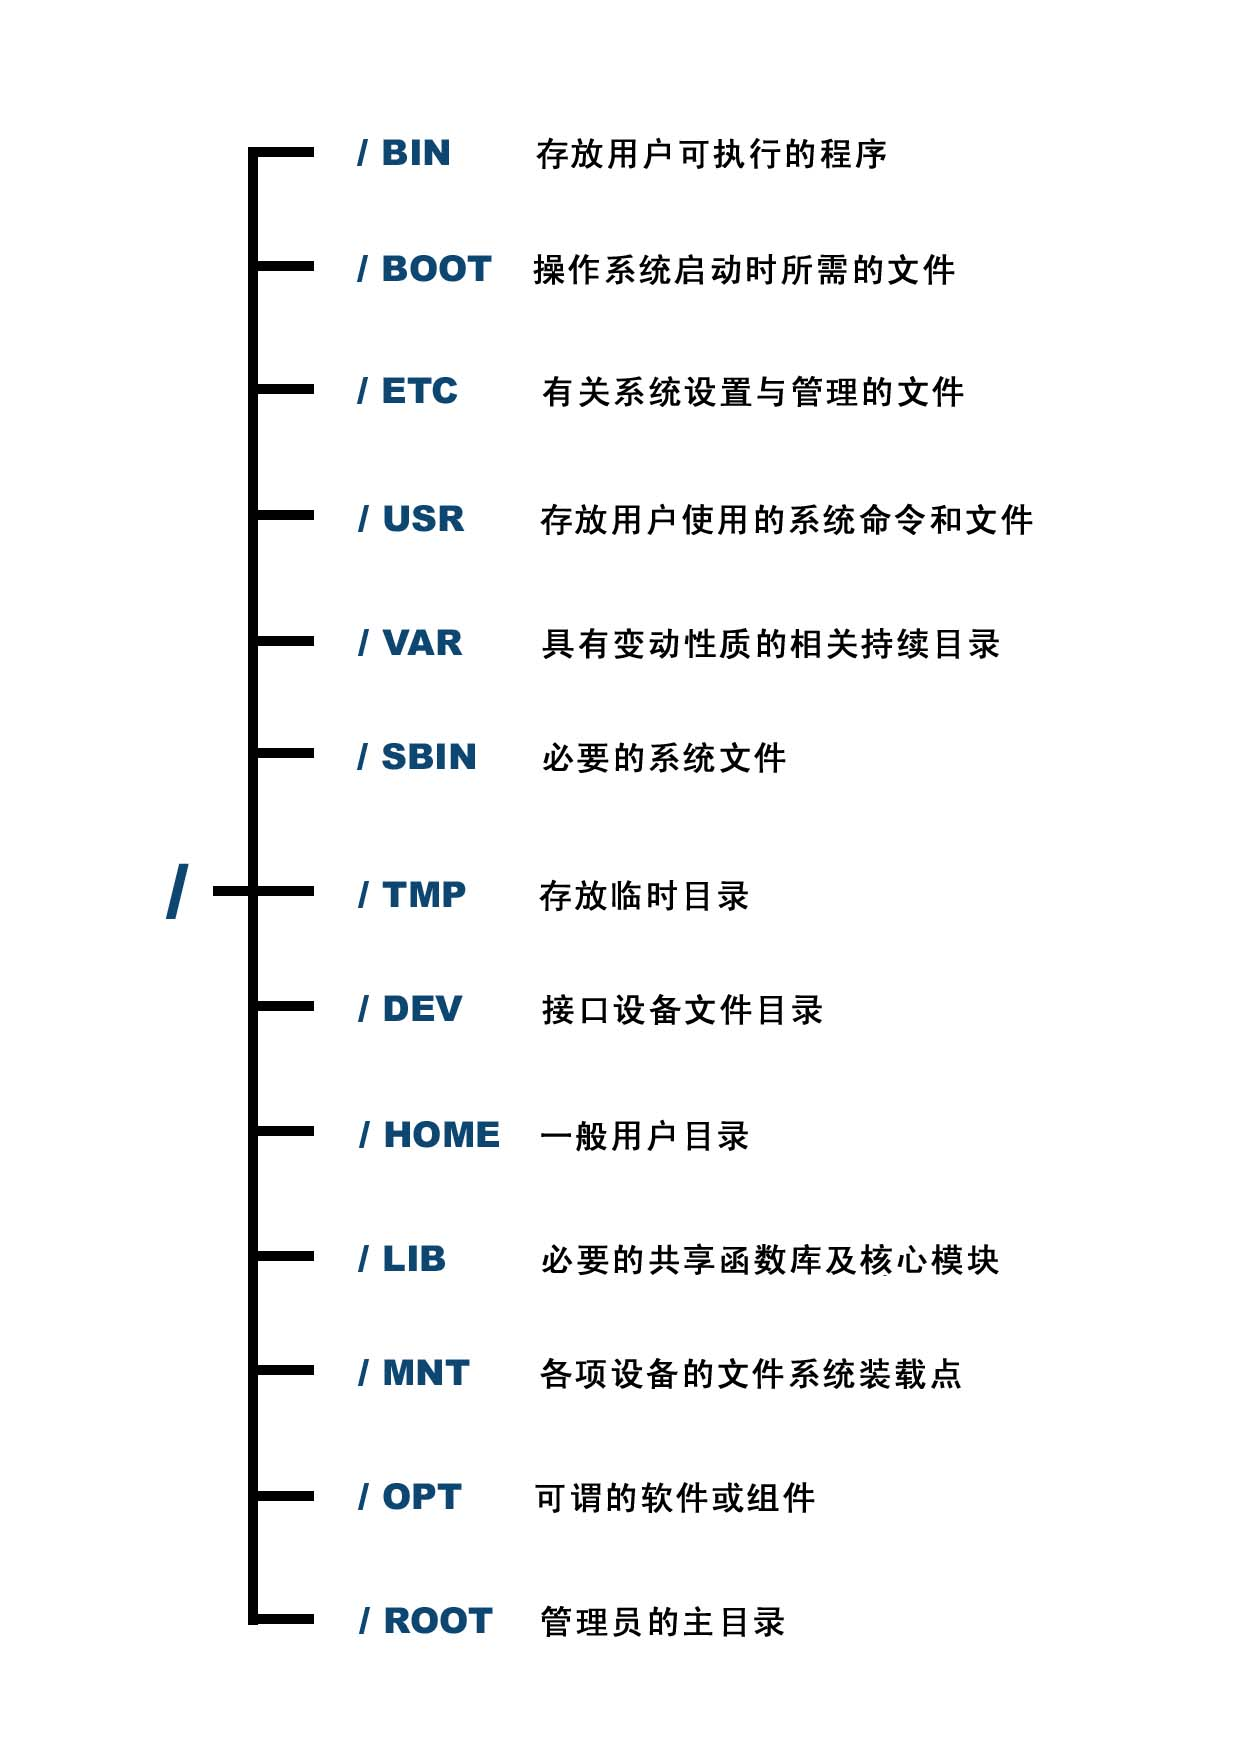 / BIN 存放用户可执行的程序
/ BOOT 操作系统启动时所需的文件
/ ETC 有关系统设置与管理的文件
/ USR 存放用户使用的系统命令和文件
/ VAR 具有变动性质的相关持续目录
/ SBIN 必要的系统文件
/
/ TMP 存放临时目录
/ DEV 接口设备文件目录
/ HOME 一般用户目录
/ LIB 必要的共享函数库及核心模块
/ MNT 各项设备的文件系统装载点
/ OPT 可谓的软件或组件
/ ROOT 管理员的主目录